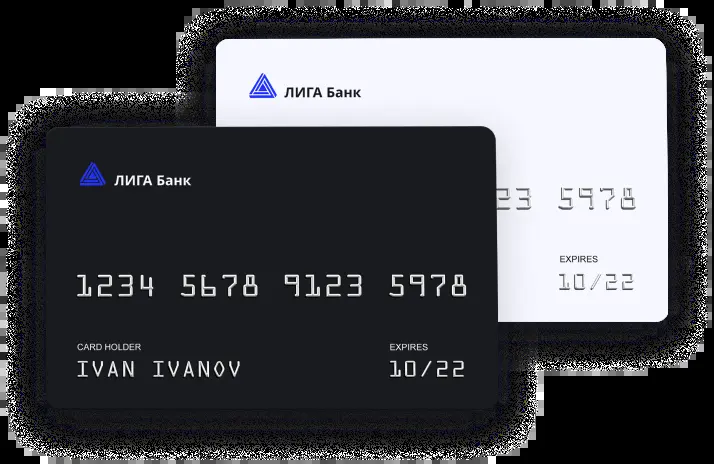 ЛИГА Банк
23 5978
EXPIRES
10/22
ЛИГА Банк
1234 5678 9123 5978
CARD HOLDER
EXPIRES
IVAN IVANOV
10/22